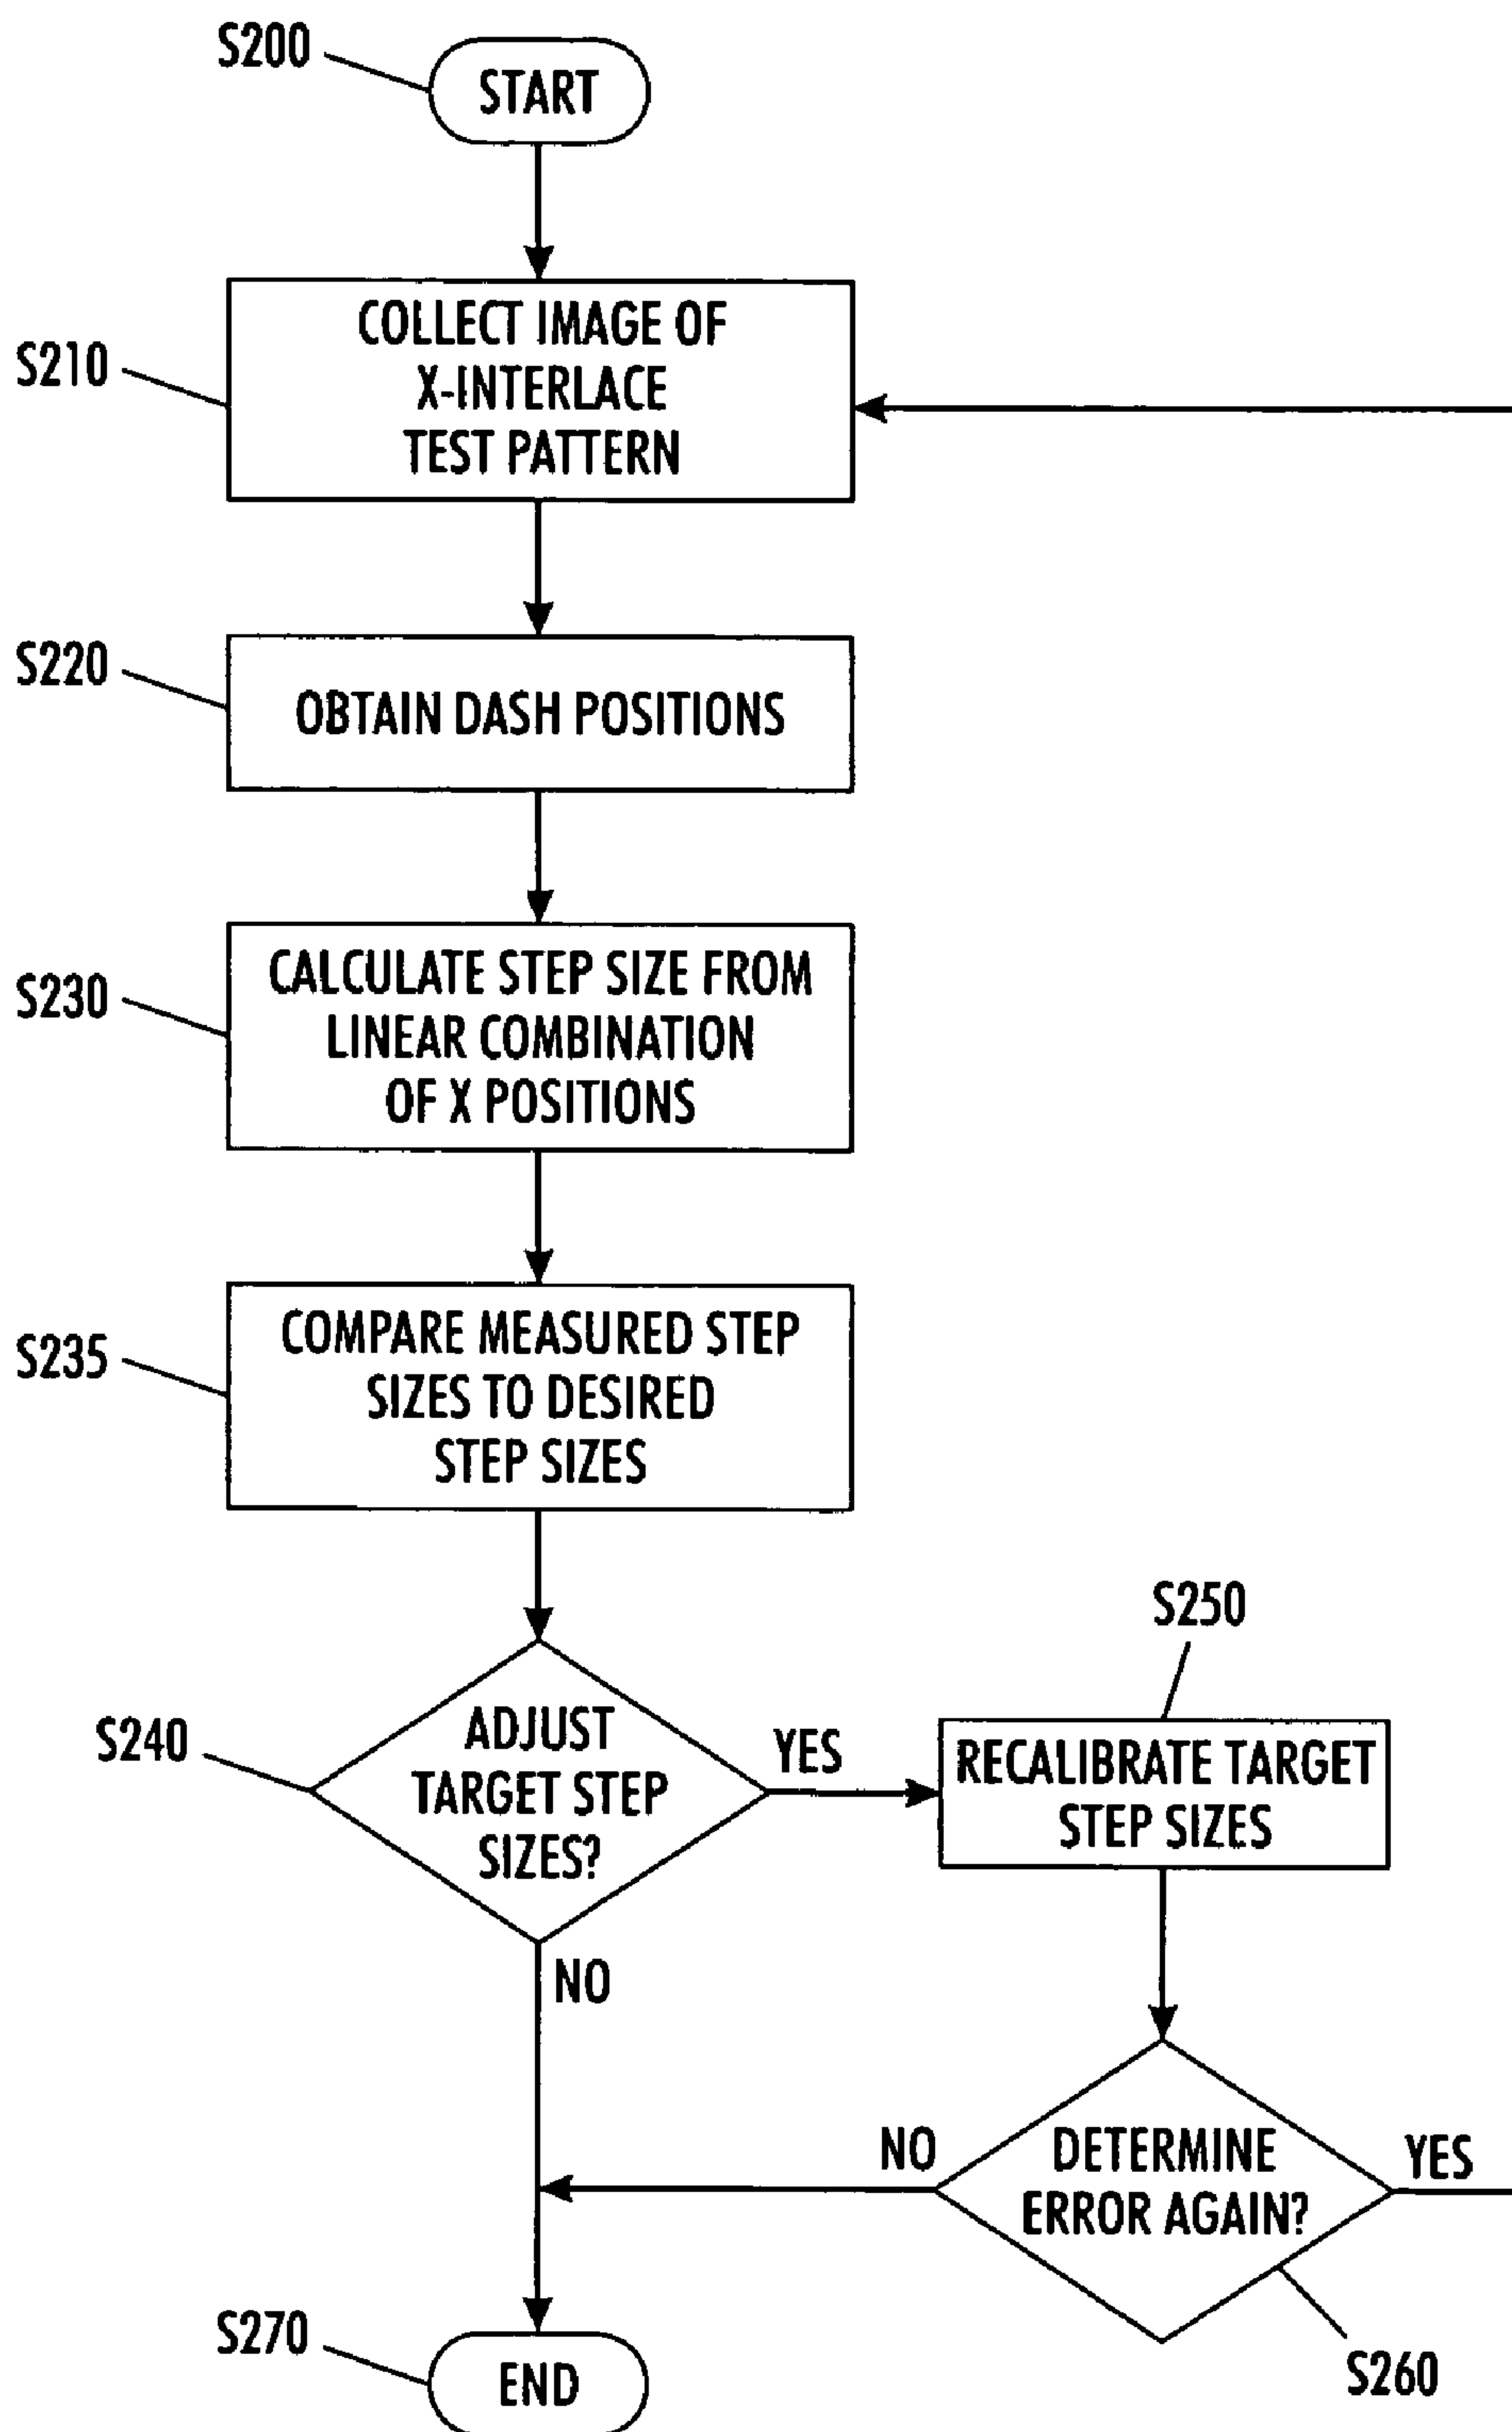 S200
START
S210
COLLECT IMAGE OF
X-INTERLACE
TEST PATTERN
S220
OBTAIN DASH POSITIONS
S230
CALCULATE STEP SIZE FROM
LINEAR COMBINATION
OF X POSITIONS
S235
COMPARE MEASURED STEP
SIZES TO DESIRED
STEP SIZES
S240
ADJUST
TARGET STEP
SIZES?
YES
NO
S250
RECALIBRATE TARGET
STEP SIZES
DETERMINE
ERROR AGAIN?
NO
YES
S260
S270
END